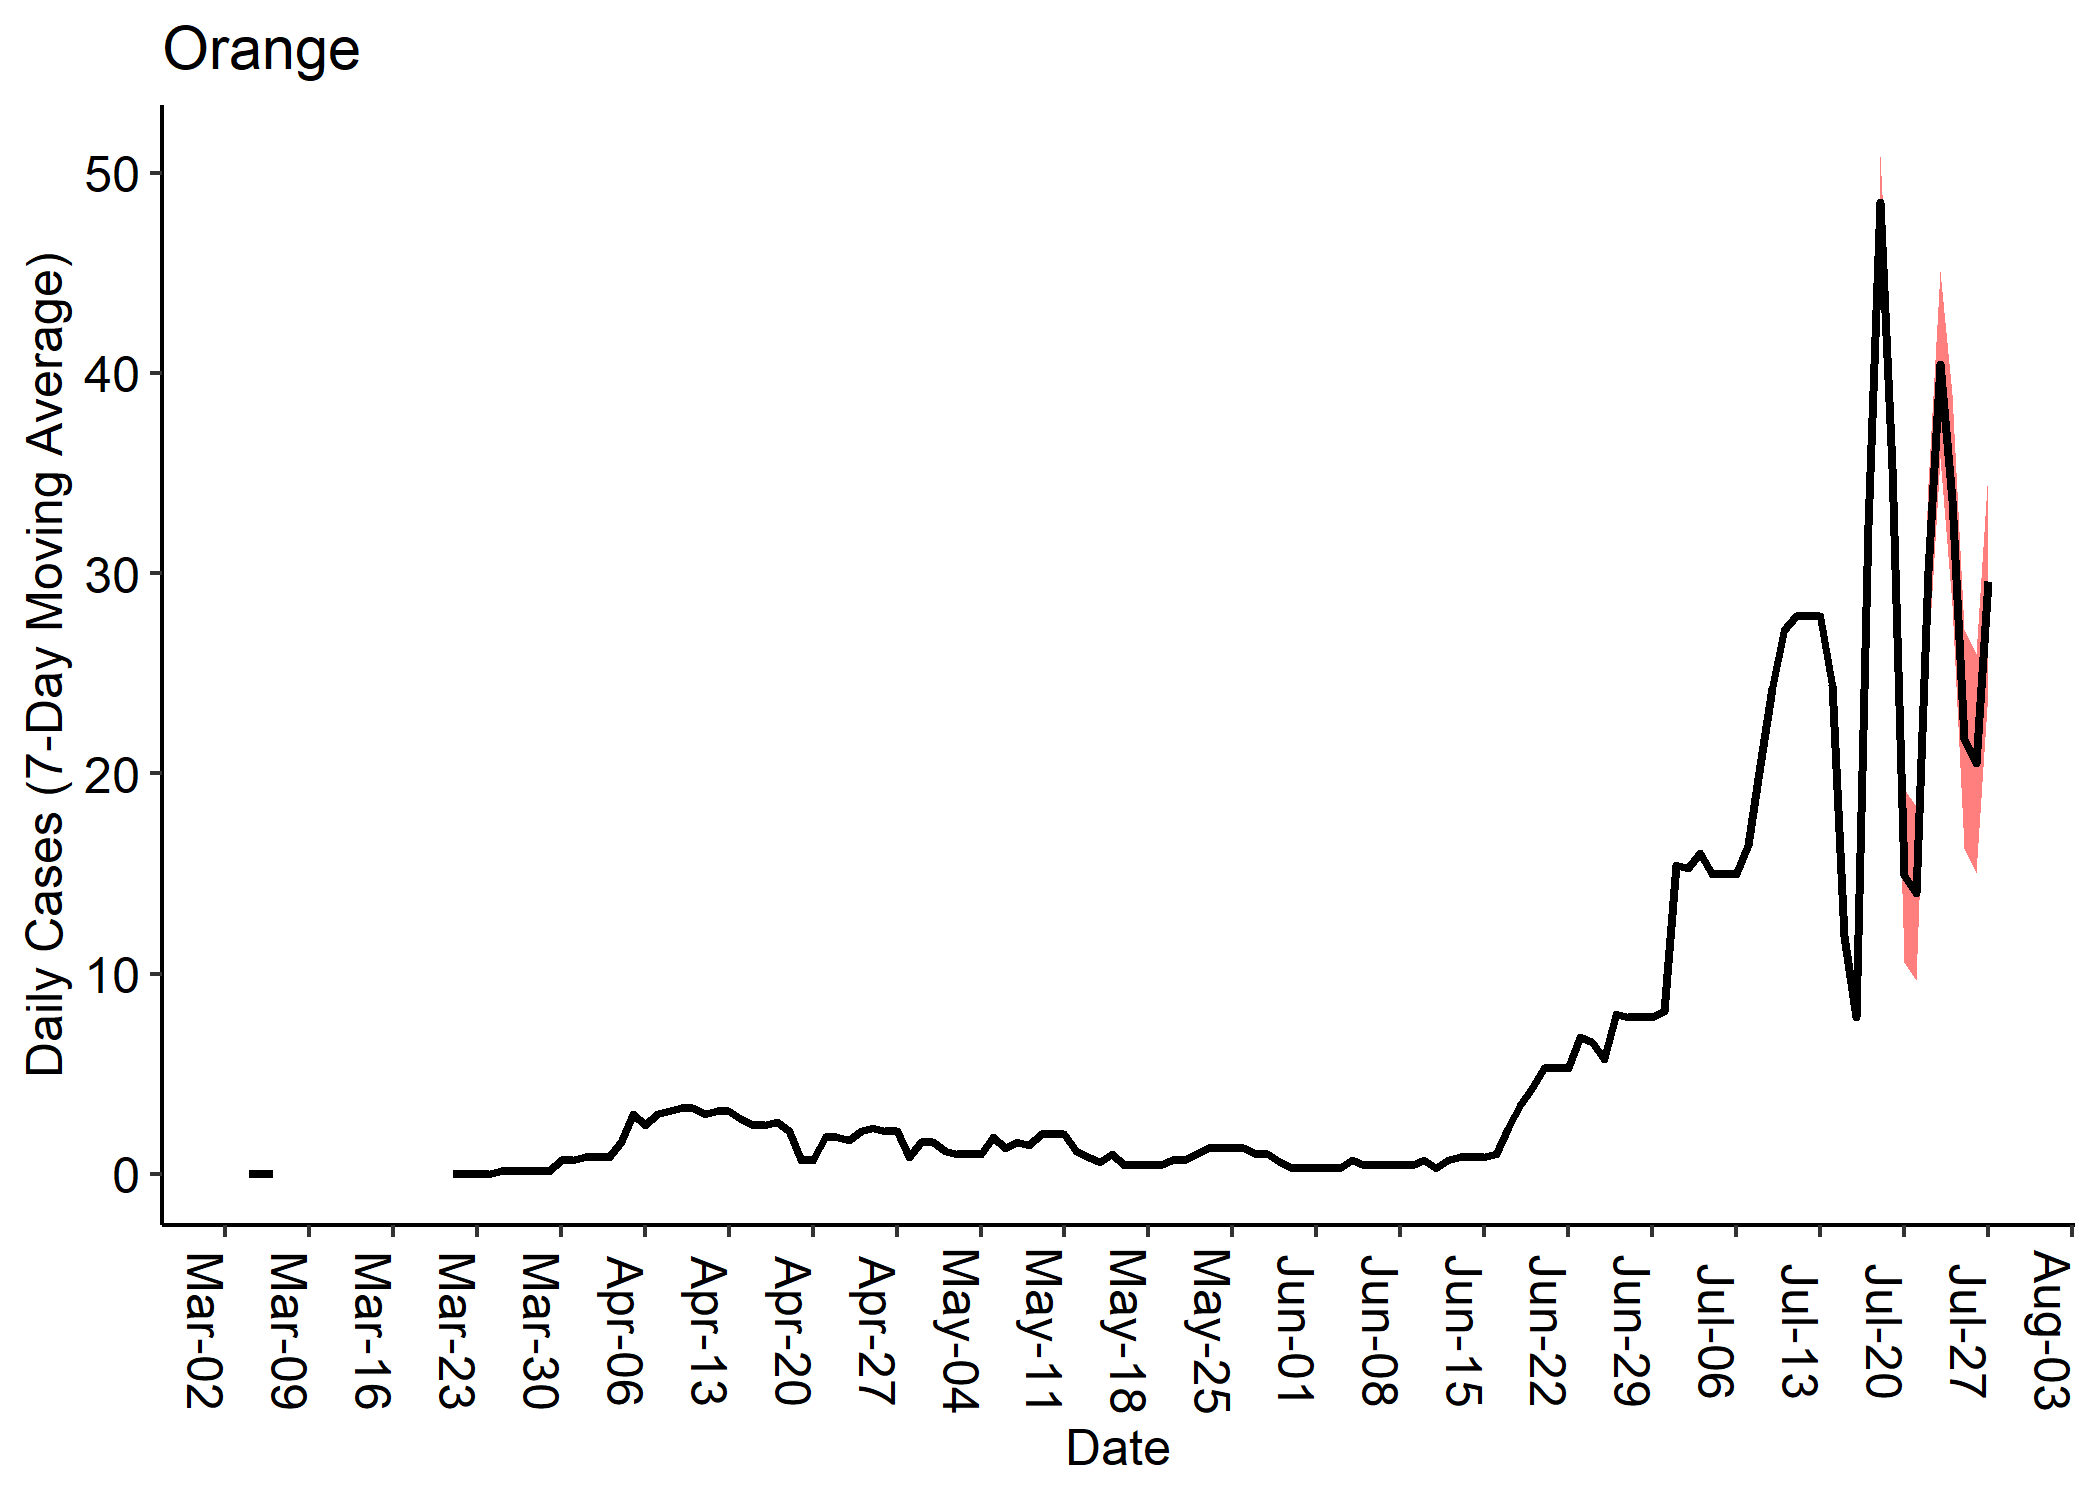 Orange
Daily Cases (7-Day Moving Average)
50
40
30
20
10
0
Mar-02
Mar-09
Mar-16
Mar-23
Mar-30
Apr-06
Apr-13
Apr-20
Apr-27
May-04
May-11
May-18
May-25
Jun-01
Jun-08
Jun-15
Jun-22
Jun-29
Jul-06
Jul-13
Jul-20
Jul-27
Aug-03
Date